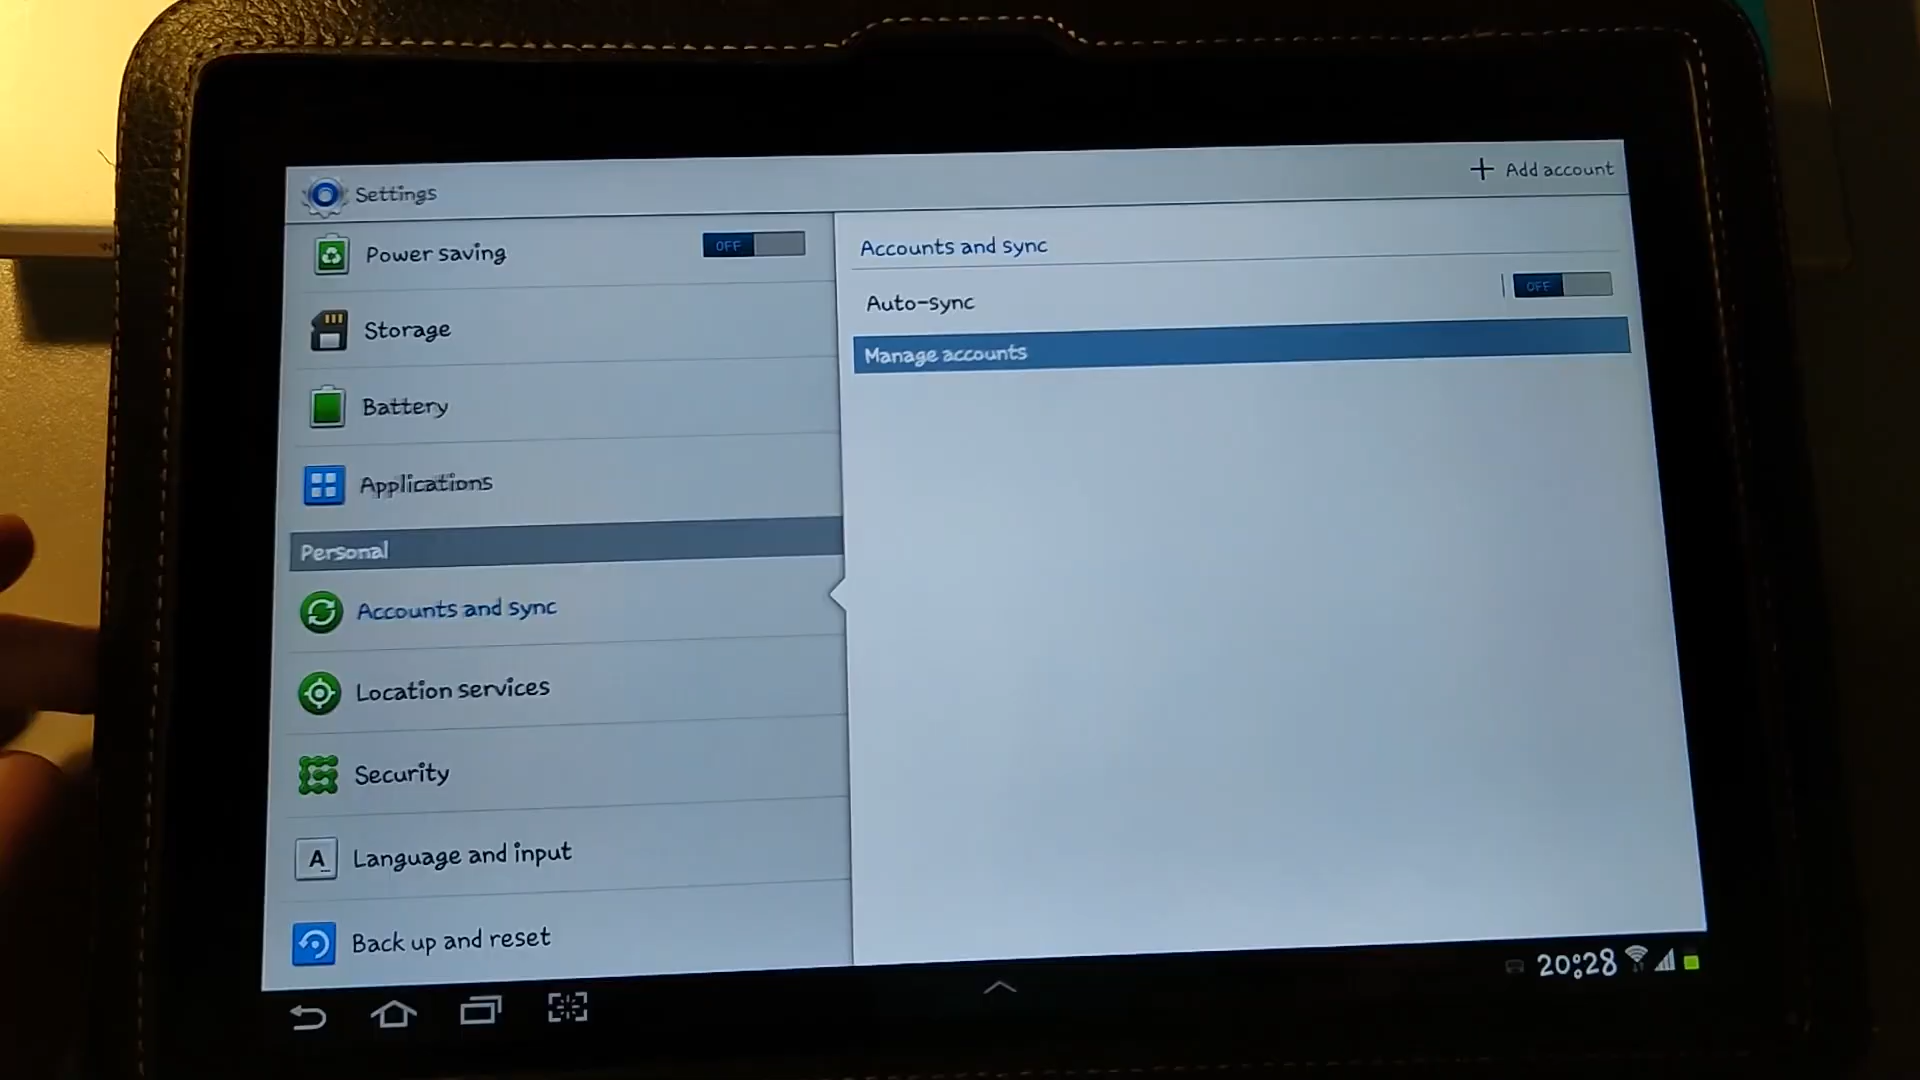 Settings
+ Add account
Power saving
OFF
Storage
Battery
Applications
Personal
Accounts and sync
Location services
Security
A Language and input
Back up and reset
Accounts and sync
Auto-sync
OFF
Manage accounts
20:28